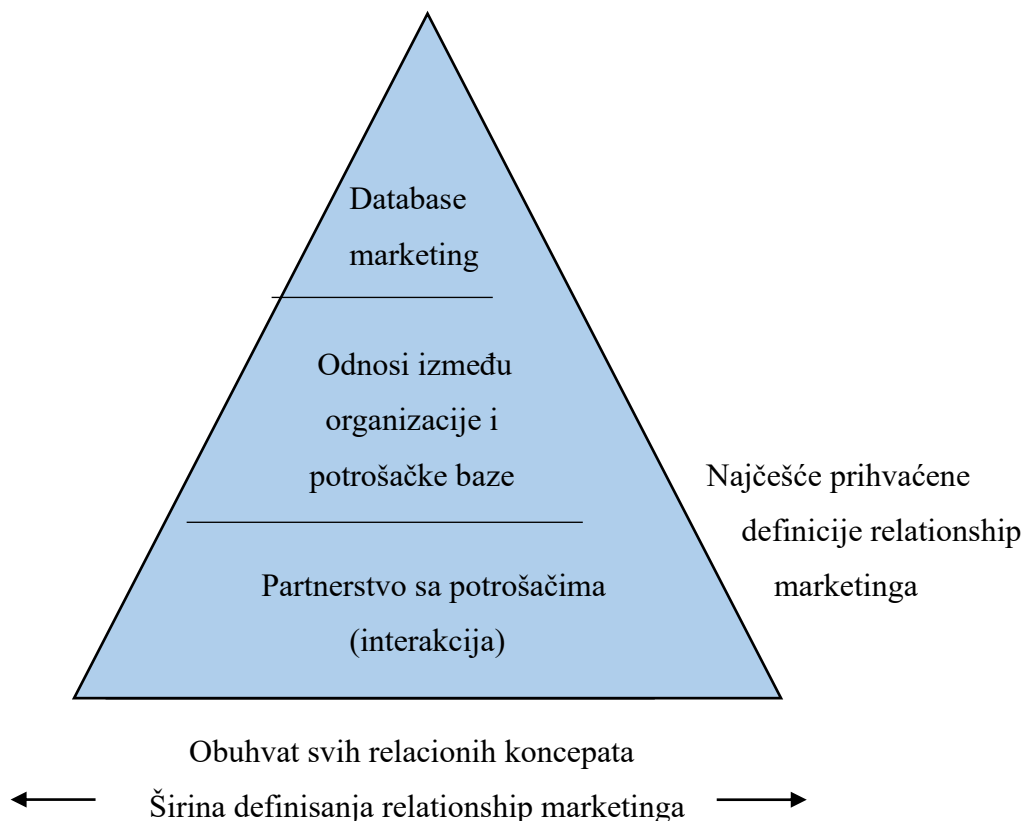 Database
marketing
Odnosi između
organizacije i
potrošačke baze
Najčešće prihvaćene
definicije relationship
marketinga
Partnerstvo sa potrošačima
(interakcija)
Obuhvat svih relacionih koncepata
Širina definisanja relationship marketinga